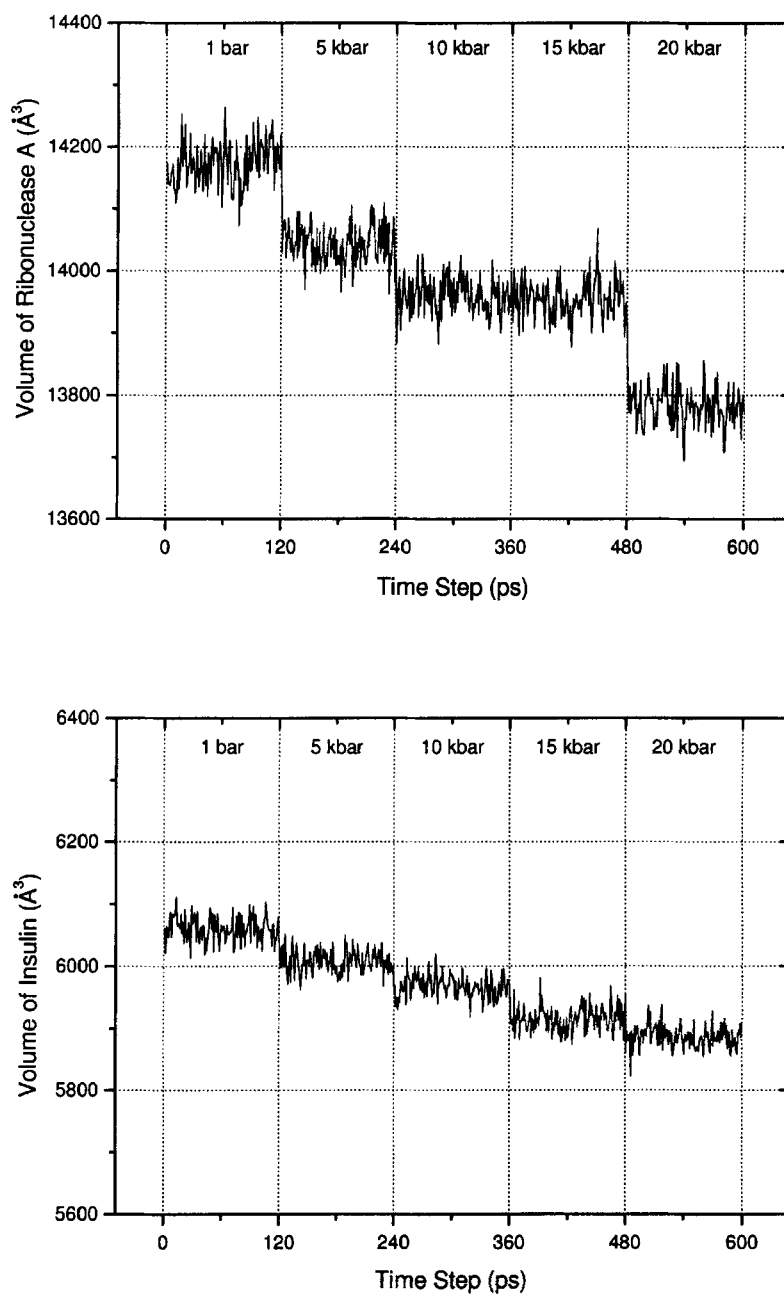 14400
1 bar 5 kbar 10 kbar 15 kbar 20 kbar
14200
14000
13800
13600
Volume of Ribonuclease A (Å³)
0 120 240 360 480 600
Time Step (ps)
6400
1 bar 5 kbar 10 kbar 15 kbar 20 kbar
6200
6000
5800
5600
Volume of Insulin (Å³)
0 120 240 360 480 600
Time Step (ps)